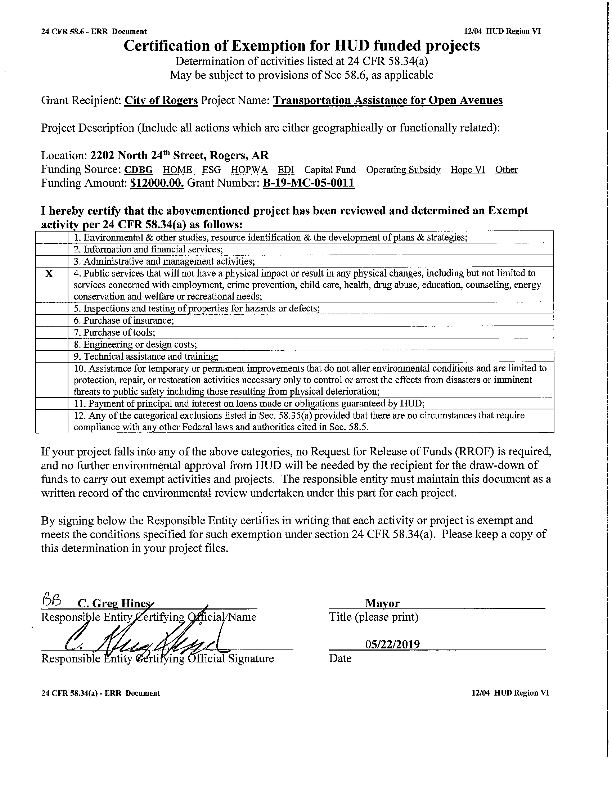 24 CFR 58.6 - ERR Document 12/04 HUD Region VI
Certification of Exemption for HUD funded projects
Determination of activities listed at 24 CFR 58.34(a)
May be subject to provisions of Sec 58.6, as applicable
Grant Recipient: City of Rogers Project Name: Transportation Assistance for Open Avenues
Project Description (Include all actions which are either geographically or functionally related):
Location: 2202 North 24th Street, Rogers, AR
Funding Source: CDBG HOME ESG HOPWA EDI Capital Fund Operating Subsidy Hope VI Other
Funding Amount: $12000.00. Grant Number: B-19-MC-05-0011
I hereby certify that the abovementioned project has been reviewed and determined an Exempt
activity per 24 CFR 58.34(a) as follows:
1. Environmental & other studies, resource identification & the development of plans & strategies;
2. Information and financial services;
3. Administrative and management activities;
X 4. Public services that will not have a physical impact or result in any physical changes, including but not limited to
services concerned with employment, crime prevention, child care, health, drug abuse, education, counseling, energy
conservation and welfare or recreational needs;
5. Inspections and testing of properties for hazards or defects;
6. Purchase of insurance;
7. Purchase of tools;
8. Engineering or design costs;
9. Technical assistance and training;
10. Assistance for temporary or permanent improvements that do not alter environmental conditions and are limited to
protection, repair, or restoration activities necessary only to control or arrest the effects from disasters or imminent
threats to public safety including those resulting from physical deterioration;
11. Payment of principal and interest on loans made or obligations guaranteed by HUD;
12. Any of the categorical exclusions listed in Sec. 58.35(a) provided that there are no circumstances that require
compliance with any other Federal laws and authorities cited in Sec. 58.5.
If your project falls into any of the above categories, no Request for Release of Funds (RROF) is required,
and no further environmental approval from HUD will be needed by the recipient for the draw-down of
funds to carry out exempt activities and projects. The responsible entity must maintain this document as a
written record of the environmental review undertaken under this part for each project.
By signing below the Responsible Entity certifies in writing that each activity or project is exempt and
meets the conditions specified for such exemption under section 24 CFR 58.34(a). Please keep a copy of
this determination in your project files.
BB C. Greg Hines Mayor
Responsible Entity Certifying Official Name Title (please print)
C. Greg Hines 05/22/2019
Responsible Entity Certifying Official Signature Date
24 CFR 58.34(a) - ERR Document 12/04 HUD Region VI